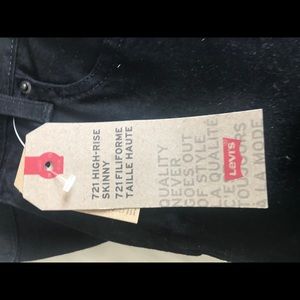 721 HIGH-RISE
SKINNY
721 FILIFORME
TAILLE HAUTE
QUALITY
NEVER
GOES OUT
OF STYLE
LA QUALITÉ,
TOUJOURS
À LA MODE
Levi's